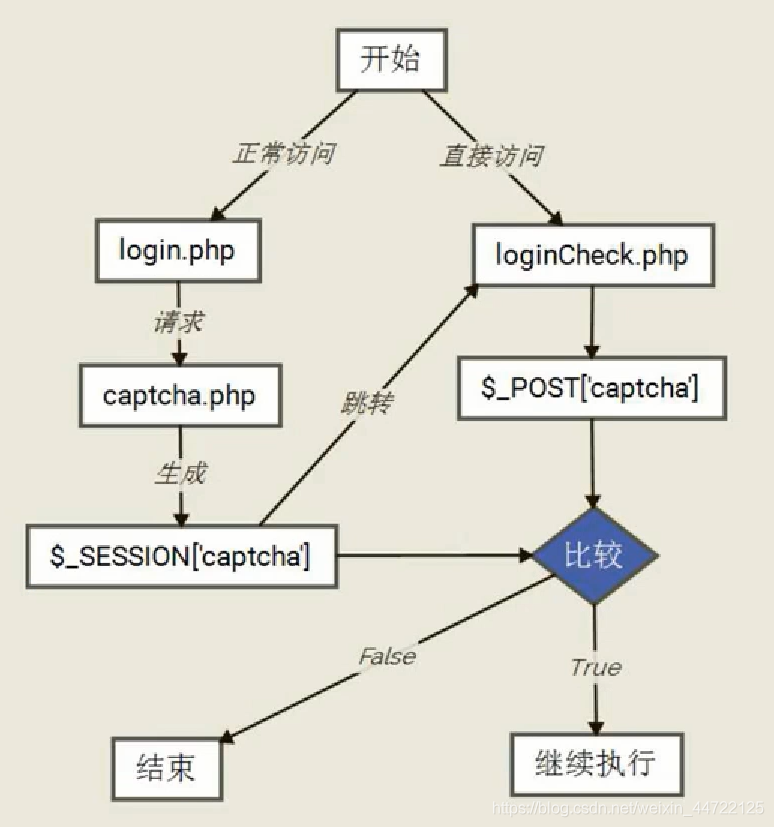 开始
正常访问
直接访问
login.php
loginCheck.php
请求
captcha.php
$_POST['captcha']
跳转
生成
$_SESSION['captcha']
比较
False
True
结束
继续执行
https://blog.csdn.net/weixin_44722125